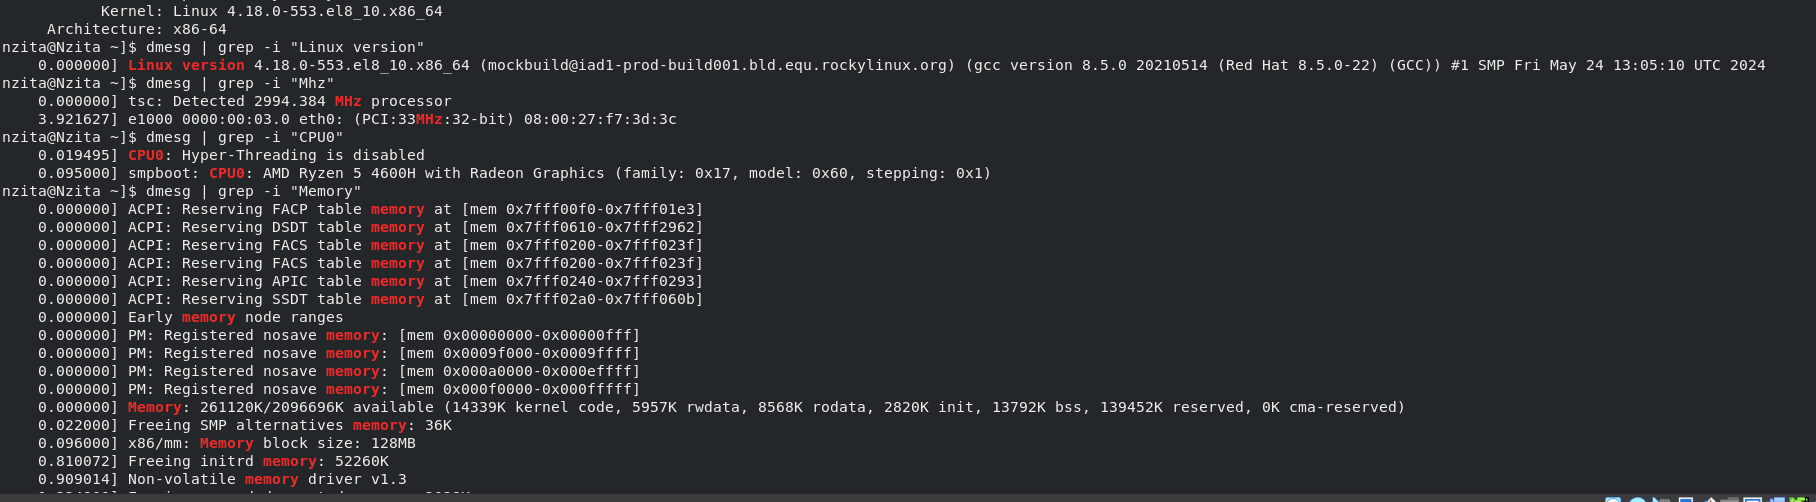 Kernel: Linux 4.18.0-553.el8_10.x86_64
Architecture: x86-64
nzita@Nzita ~]$ dmesg | grep -i "Linux version"
0.000000] Linux version 4.18.0-553.el8_10.x86_64 (mockbuild@iad1-prod-build001.bld.equ.rockylinux.org) (gcc version 8.5.0 20210514 (Red Hat 8.5.0-22) (GCC)) #1 SMP Fri May 24 13:05:10 UTC 2024
nzita@Nzita ~]$ dmesg | grep -i "Mhz"
0.000000] tsc: Detected 2994.384 MHz processor
3.921627] e1000 0000:00:03.0 eth0: (PCI:33MHz:32-bit) 08:00:27:f7:3d:3c
nzita@Nzita ~]$ dmesg | grep -i "CPU0"
0.019495] CPU0: Hyper-Threading is disabled
0.095000] smpboot: CPU0: AMD Ryzen 5 4600H with Radeon Graphics (family: 0x17, model: 0x60, stepping: 0x1)
nzita@Nzita ~]$ dmesg | grep -i "Memory"
0.000000] ACPI: Reserving FACP table memory at [mem 0x7fff00f0-0x7fff01e3]
0.000000] ACPI: Reserving DSDT table memory at [mem 0x7fff0610-0x7fff2962]
0.000000] ACPI: Reserving FACS table memory at [mem 0x7fff0200-0x7fff023f]
0.000000] ACPI: Reserving FACS table memory at [mem 0x7fff0200-0x7fff023f]
0.000000] ACPI: Reserving APIC table memory at [mem 0x7fff0240-0x7fff0293]
0.000000] ACPI: Reserving SSDT table memory at [mem 0x7fff02a0-0x7fff060b]
0.000000] Early memory node ranges
0.000000] PM: Registered nosave memory: [mem 0x00000000-0x00000fff]
0.000000] PM: Registered nosave memory: [mem 0x0009f000-0x0009ffff]
0.000000] PM: Registered nosave memory: [mem 0x000a0000-0x000effff]
0.000000] PM: Registered nosave memory: [mem 0x000f0000-0x000fffff]
0.000000] Memory: 261120K/2096696K available (14339K kernel code, 5957K rwdata, 8568K rodata, 2820K init, 13792K bss, 139452K reserved, 0K cma-reserved)
0.022000] Freeing SMP alternatives memory: 36K
0.096000] x86/mm: Memory block size: 128MB
0.810072] Freeing initrd memory: 52260K
0.909014] Non-volatile memory driver v1.3